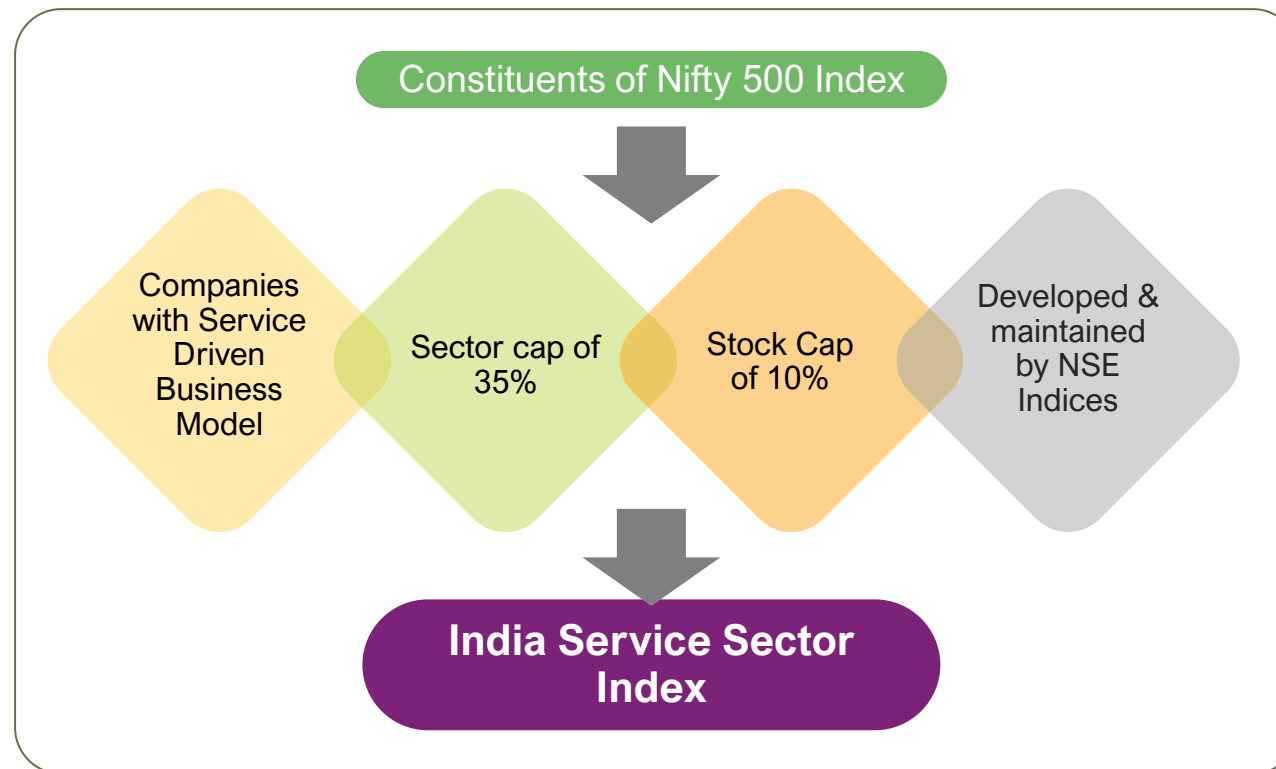 Constituents of Nifty 500 Index
Companies
with Service
Driven
Business
Model
Sector cap of
35%
Stock Cap
of 10%
Developed &
maintained
by NSE
Indices
India Service Sector
Index